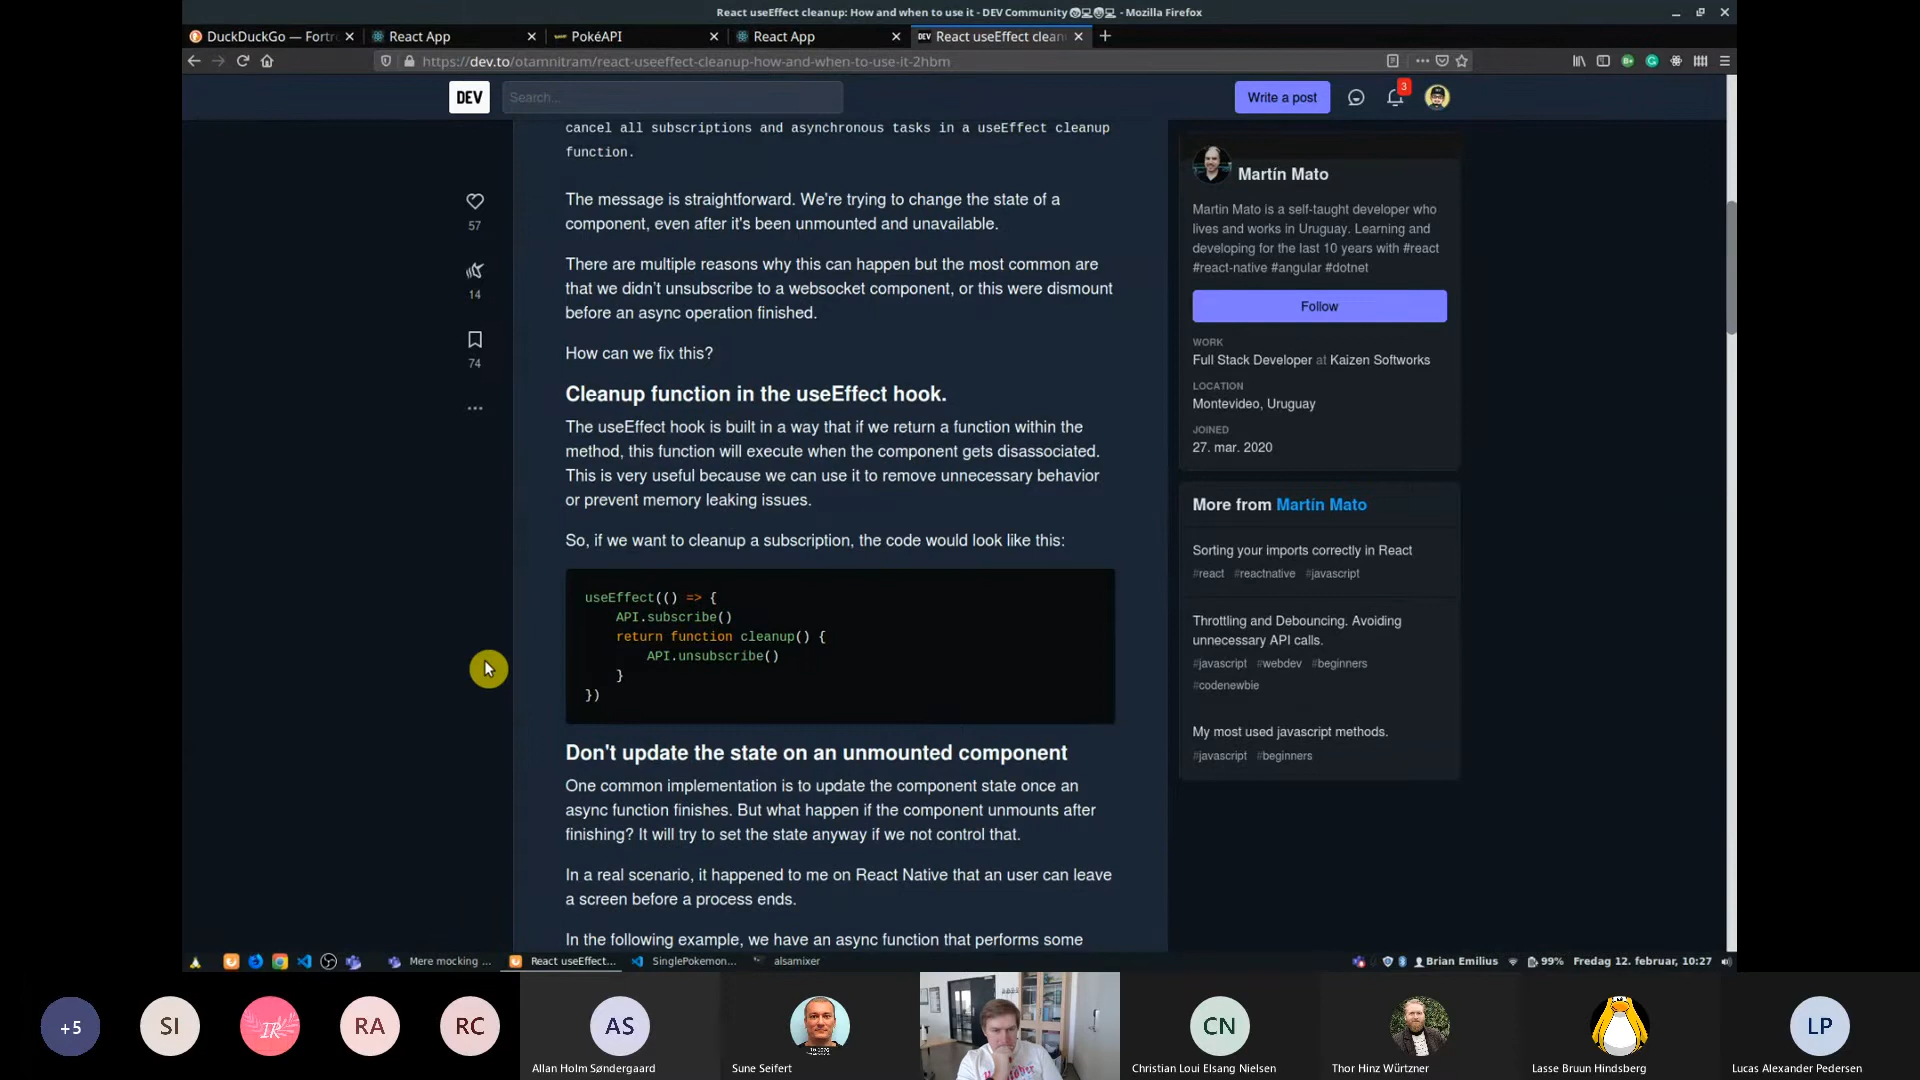 React useEffect cleanup: How and when to use it - DEV Community - Mozilla Firefox
DuckDuckGo — Fortr
React App
PokéAPI
React App
DEV React useEffect clean
https://dev.to/otamnitram/react-useeffect-cleanup-how-and-when-to-use-it-2hbm
DEV
Search...
Write a post
3
cancel all subscriptions and asynchronous tasks in a useEffect cleanup
function.
The message is straightforward. We're trying to change the state of a
component, even after it's been unmounted and unavailable.
There are multiple reasons why this can happen but the most common are
that we didn't unsubscribe to a websocket component, or this were dismount
before an async operation finished.
How can we fix this?
Cleanup function in the useEffect hook.
The useEffect hook is built in a way that if we return a function within the
method, this function will execute when the component gets disassociated.
This is very useful because we can use it to remove unnecessary behavior
or prevent memory leaking issues.
So, if we want to cleanup a subscription, the code would look like this:
useEffect(() => {
API.subscribe()
return function cleanup() {
API.unsubscribe()
}
})
Don't update the state on an unmounted component
One common implementation is to update the component state once an
async function finishes. But what happen if the component unmounts after
finishing? It will try to set the state anyway if we not control that.
In a real scenario, it happened to me on React Native that an user can leave
a screen before a process ends.
In the following example, we have an async function that performs some
57
14
74
Martín Mato
Martin Mato is a self-taught developer who
lives and works in Uruguay. Learning and
developing for the last 10 years with #react
#react-native #angular #dotnet
Follow
WORK
Full Stack Developer at Kaizen Softworks
LOCATION
Montevideo, Uruguay
JOINED
27. mar. 2020
More from Martín Mato
Sorting your imports correctly in React
#react #reactnative #javascript
Throttling and Debouncing. Avoiding
unnecessary API calls.
#javascript #webdev #beginners
#codenewbie
My most used javascript methods.
#javascript #beginners
Mere mocking ...
React useEffect...
SinglePokemon...
alsamixer
Brian Emilius
99%
Fredag 12. februar, 10:27
+5
SI
RA
RC
AS
CN
LP
Allan Holm Søndergaard
Sune Seifert
Christian Loui Elsang Nielsen
Thor Hinz Würtzner
Lasse Bruun Hindsberg
Lucas Alexander Pedersen